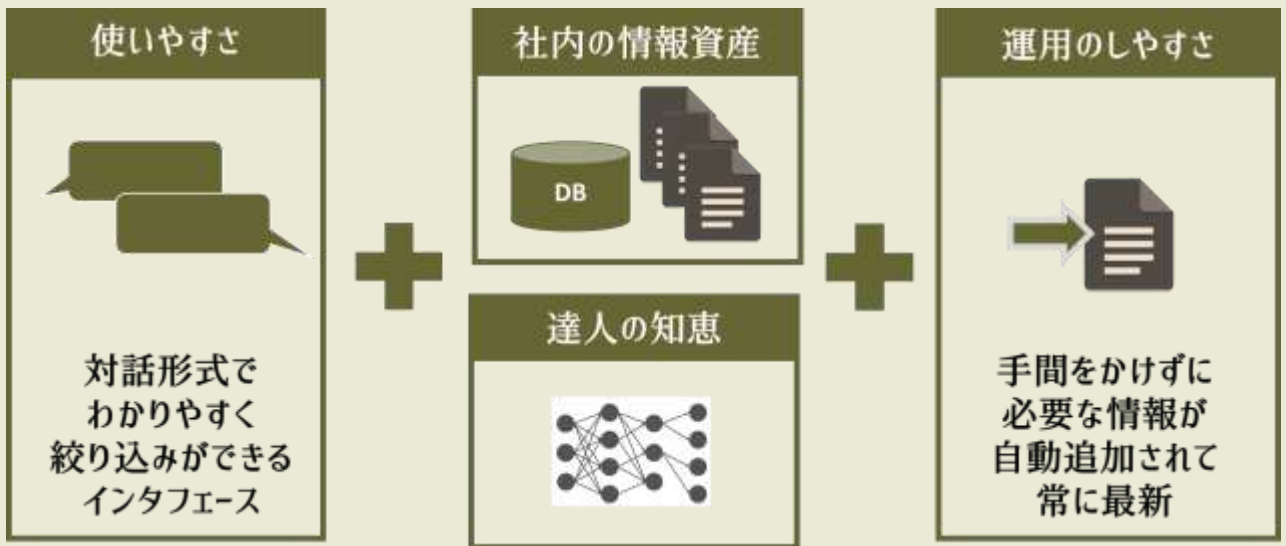 使いやすさ
対話形式で
わかりやすく
絞り込みができる
インタフェース
社内の情報資産
DB
達人の知恵
運用のしやすさ
手間をかけずに
必要な情報が
自動追加されて
常に最新